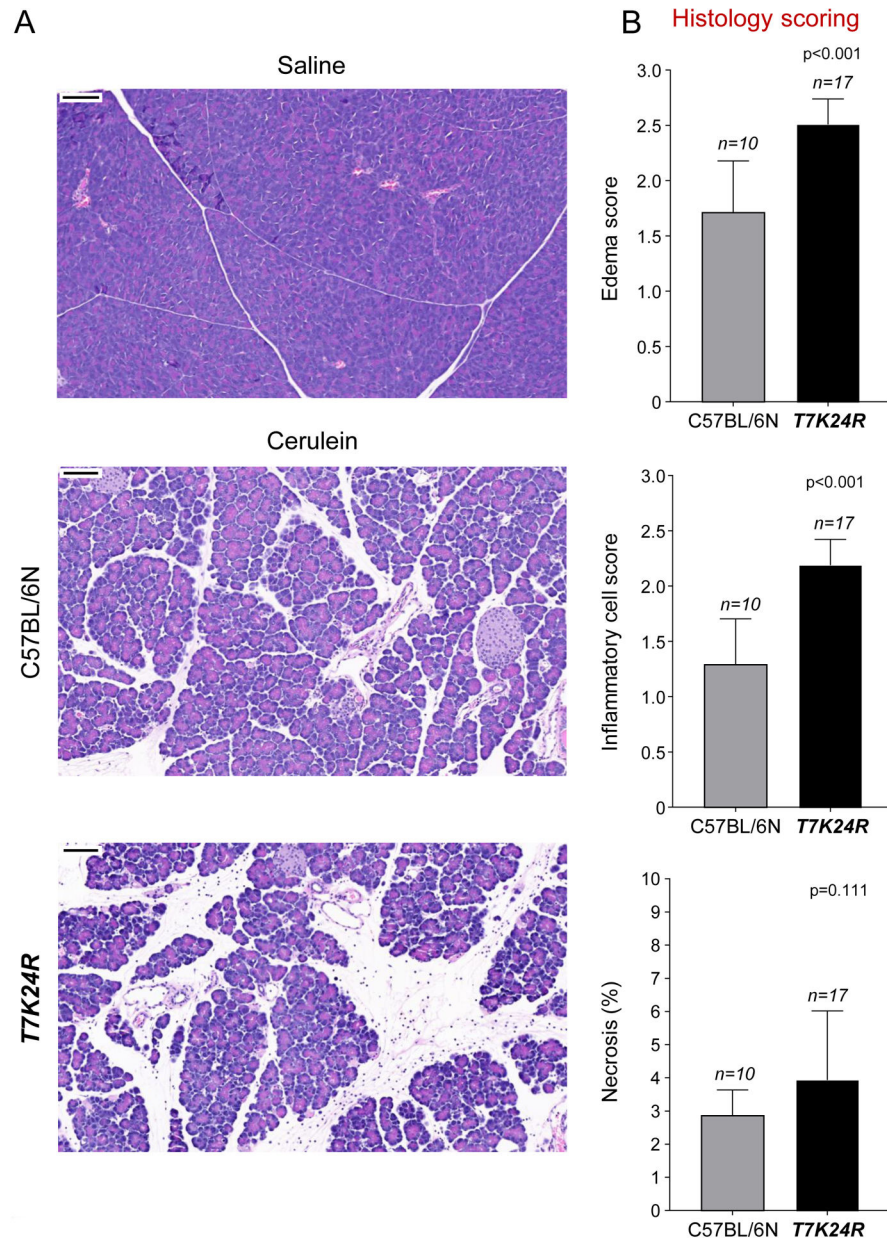 A
Saline
Cerulein
C57BL/6N
T7K24R
B
Histology scoring
p<0.001
3.0
2.5
2.0
1.5
1.0
0.5
0
Edema score
n=10
n=17
C57BL/6N
T7K24R
p<0.001
3.0
2.5
2.0
1.5
1.0
0.5
0
Inflammatory cell score
n=10
n=17
C57BL/6N
T7K24R
p=0.111
10
9
8
7
6
5
4
3
2
1
0
Necrosis (%)
n=10
n=17
C57BL/6N
T7K24R